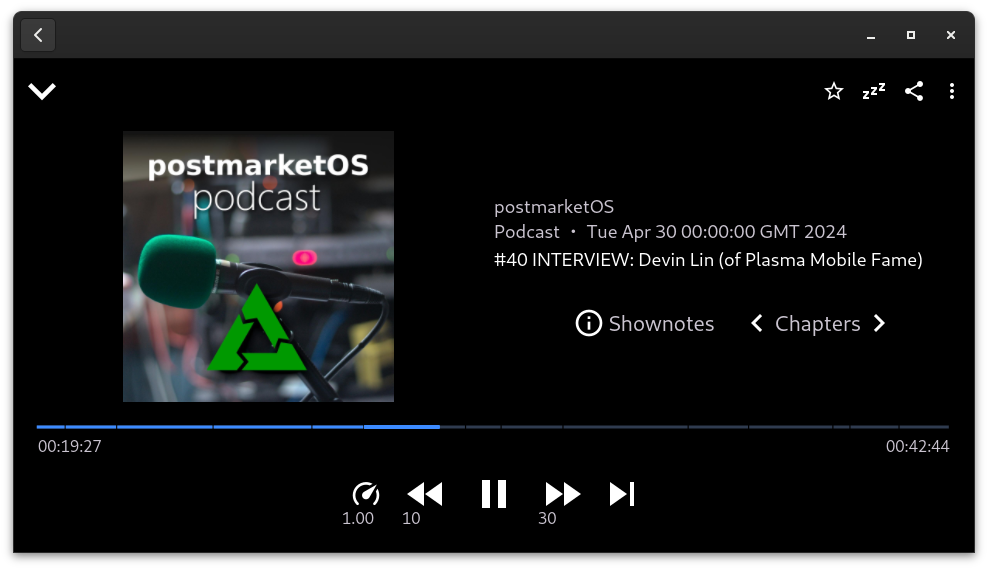 zzz
postmarketOS
podcast
postmarketOS
Podcast • Tue Apr 30 00:00:00 GMT 2024
#40 INTERVIEW: Devin Lin (of Plasma Mobile Fame)
Shownotes
Chapters
00:19:27
00:42:44
1.00
10
30